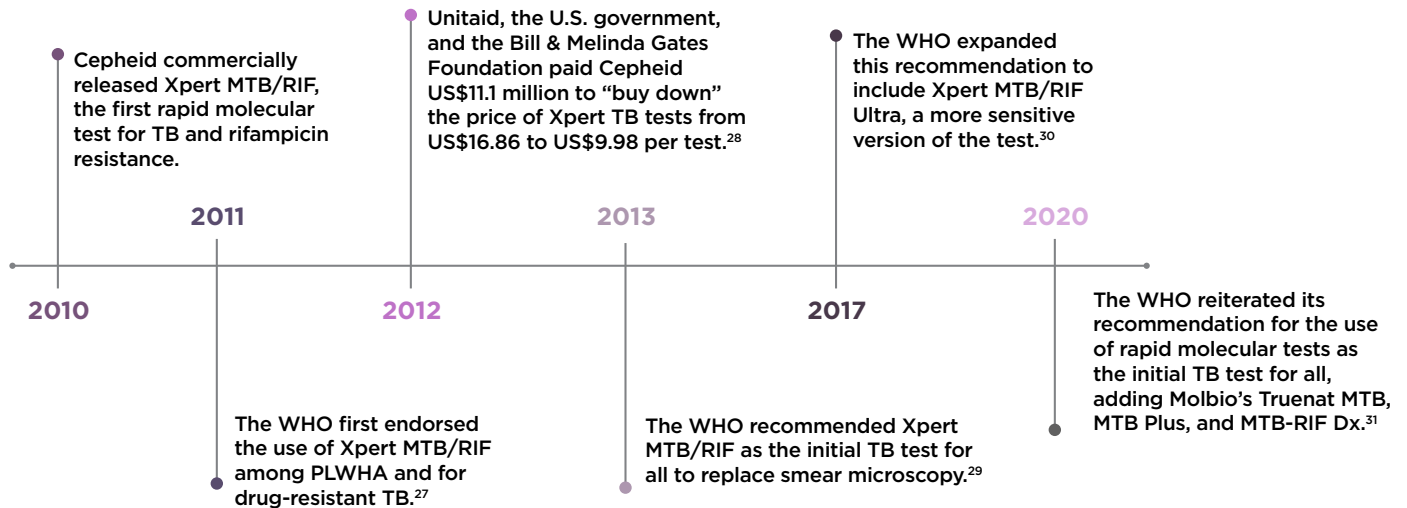 Cepheid commercially
released Xpert MTB/RIF,
the first rapid molecular
test for TB and rifampicin
resistance.
2010
2011
The WHO first endorsed
the use of Xpert MTB/RIF
among PLWHA and for
drug-resistant TB.27
Unitaid, the U.S. government,
and the Bill & Melinda Gates
Foundation paid Cepheid
US$11.1 million to “buy down”
the price of Xpert TB tests from
US$16.86 to US$9.98 per test.28
2012
2013
The WHO recommended Xpert
MTB/RIF as the initial TB test for
all to replace smear microscopy.29
The WHO expanded
this recommendation to
include Xpert MTB/RIF
Ultra, a more sensitive
version of the test.30
2017
2020
The WHO reiterated its
recommendation for the use
of rapid molecular tests as
the initial TB test for all,
adding Molbio’s Truenat MTB,
MTB Plus, and MTB-RIF Dx.31